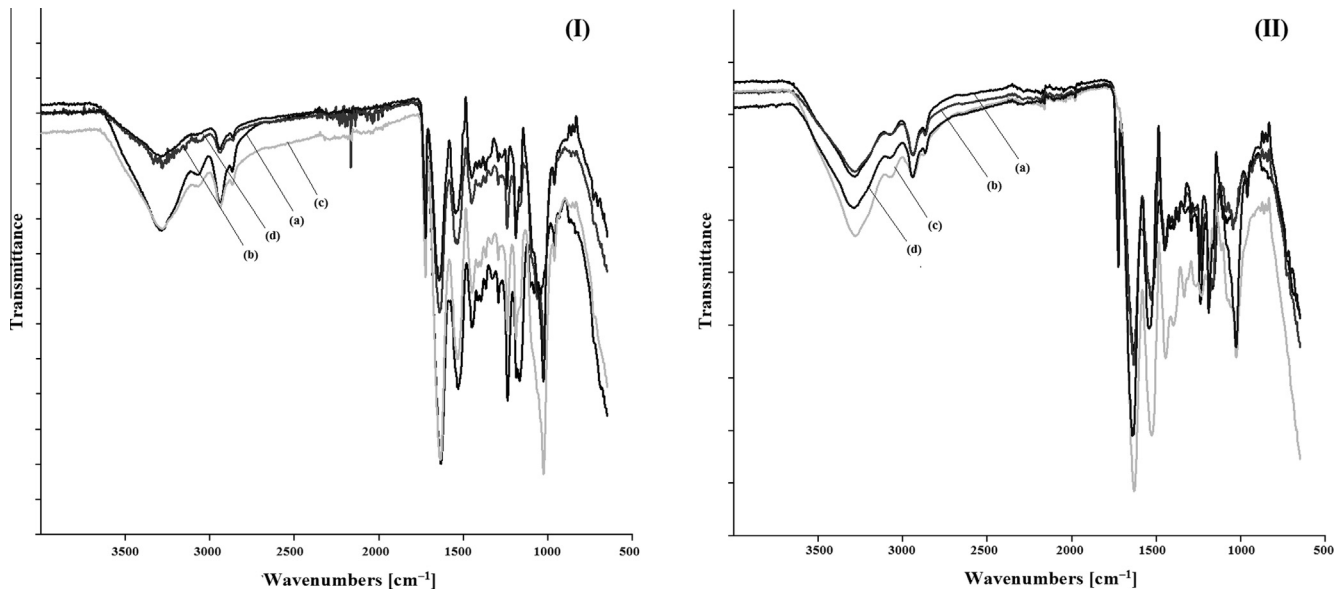 (I)
Transmittance
(b)
(d)
(a)
(c)
3500 3000 2500 2000 1500 1000 500
Wavenumbers [cm⁻¹]
(II)
Transmittance
(a)
(b)
(c)
(d)
3500 3000 2500 2000 1500 1000 500
Wavenumbers [cm⁻¹]